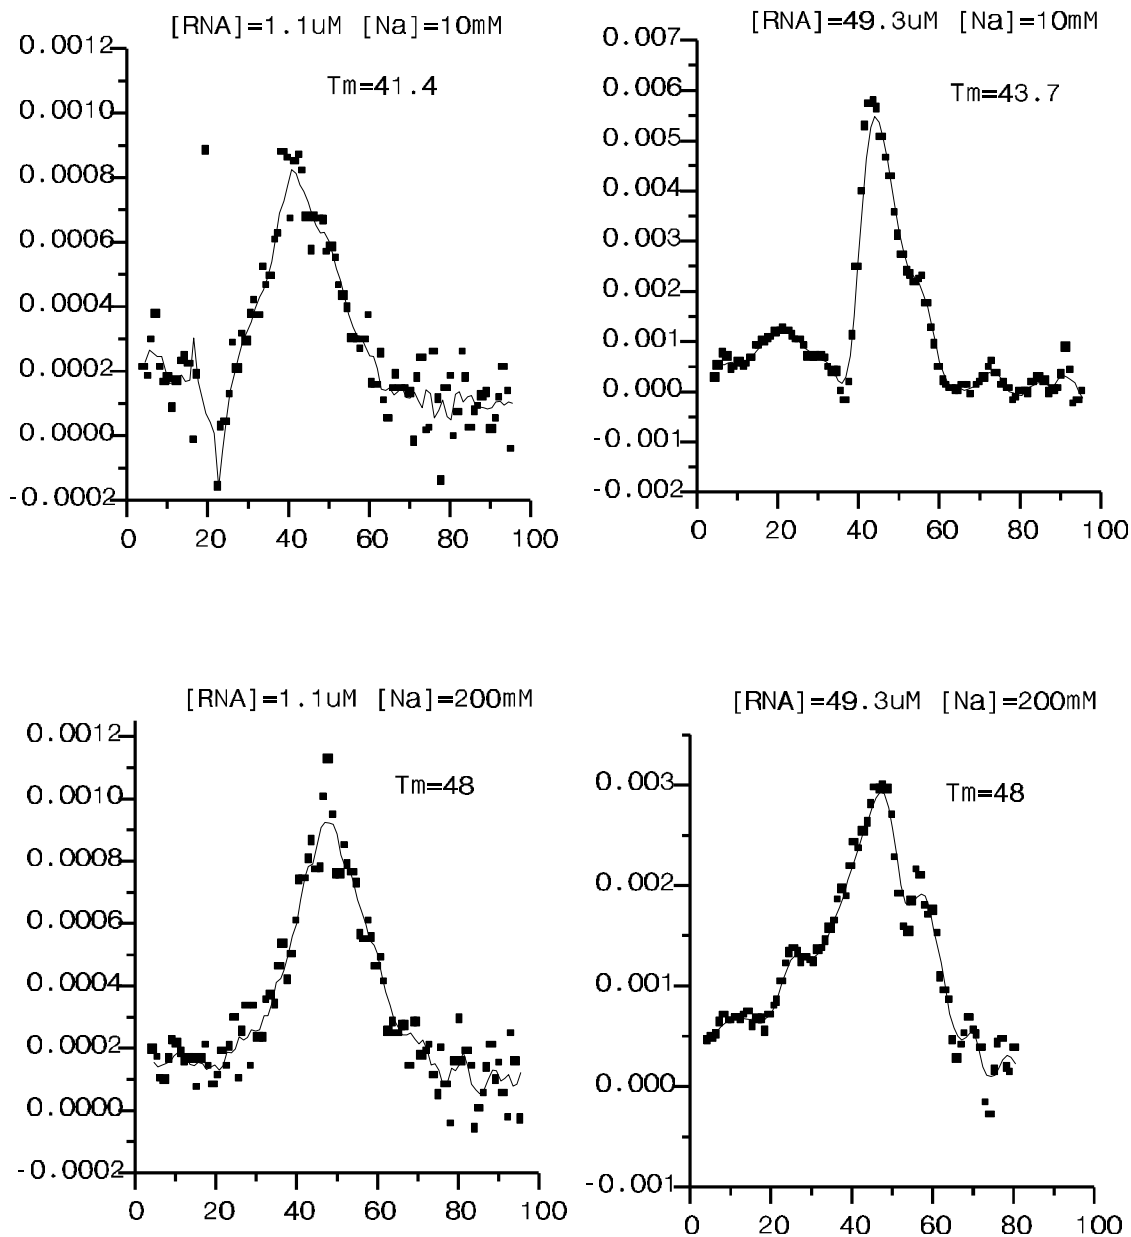 [RNA]=1.1uM [Na]=10mM
Tm=41.4
0.0012
0.0010
0.0008
0.0006
0.0004
0.0002
0.0000
-0.0002
0 20 40 60 80 100
[RNA]=49.3uM [Na]=10mM
Tm=43.7
0.007
0.006
0.005
0.004
0.003
0.002
0.001
0.000
-0.001
-0.002
0 20 40 60 80 100
[RNA]=1.1uM [Na]=200mM
Tm=48
0.0012
0.0010
0.0008
0.0006
0.0004
0.0002
0.0000
-0.0002
0 20 40 60 80 100
[RNA]=49.3uM [Na]=200mM
Tm=48
0.003
0.002
0.001
0.000
-0.001
0 20 40 60 80 100